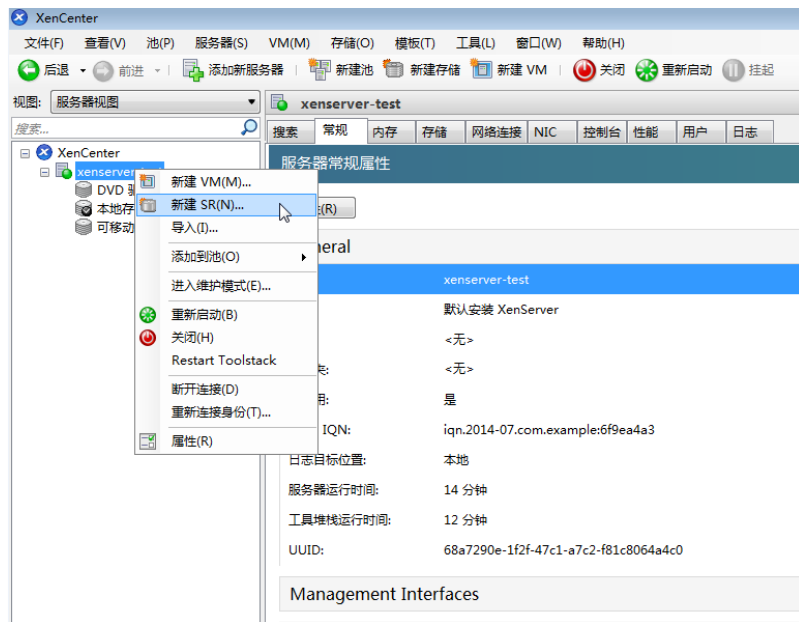 XenCenter
文件(F) 查看(V) 池(P) 服务器(S) VM(M) 存储(O) 模板(T) 工具(L) 窗口(W) 帮助(H)
后退 前进 添加新服务器 新建池 新建存储 新建 VM 关闭 重新启动 挂起
视图: 服务器视图
搜索...
XenCenter
xenserver-test
DVD
本地存
可移动
新建 VM(M)...
新建 SR(N)...
导入(I)...
添加到池(O)
进入维护模式(E)...
重新启动(B)
关闭(H)
Restart Toolstack
断开连接(D)
重新连接身份(T)...
属性(R)
xenserver-test
搜索 常规 内存 存储 网络连接 NIC 控制台 性能 用户 日志
服务器常规属性
(R)
eral
xenserver-test
默认安装 XenServer
<无>
<无>
用: 是
IQN: iqn.2014-07.com.example:6f9ea4a3
日志目标位置: 本地
服务器运行时间: 14 分钟
工具堆栈运行时间: 12 分钟
UUID: 68a7290e-1f2f-47c1-a7c2-f81c8064a4c0
Management Interfaces